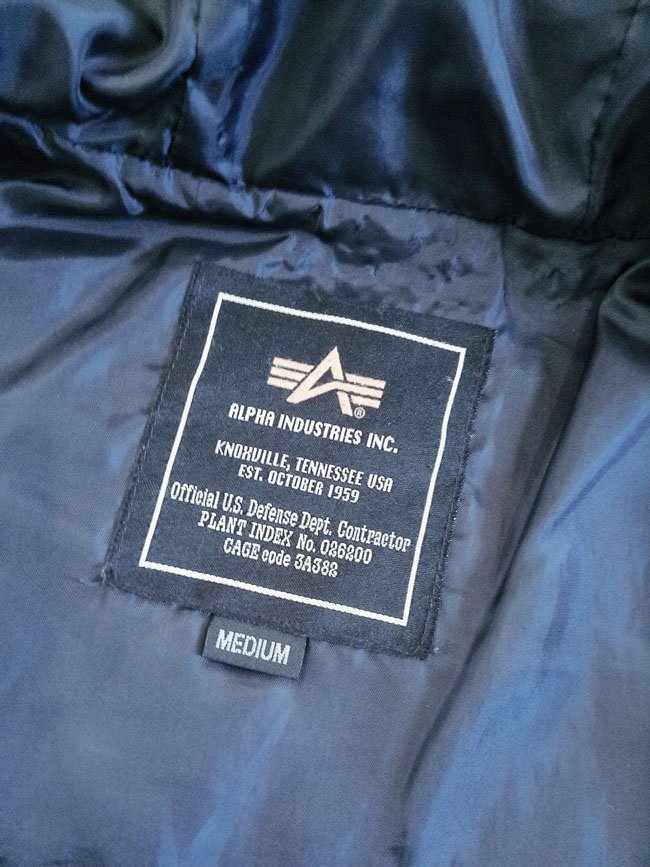 ALPHA INDUSTRIES INC.
KNOXVILLE, TENNESSEE USA
EST. OCTOBER 1959
Official U.S. Defense Dept. Contractor
PLANT INDEX No. 026200
CAGE code 3A382
MEDIUM